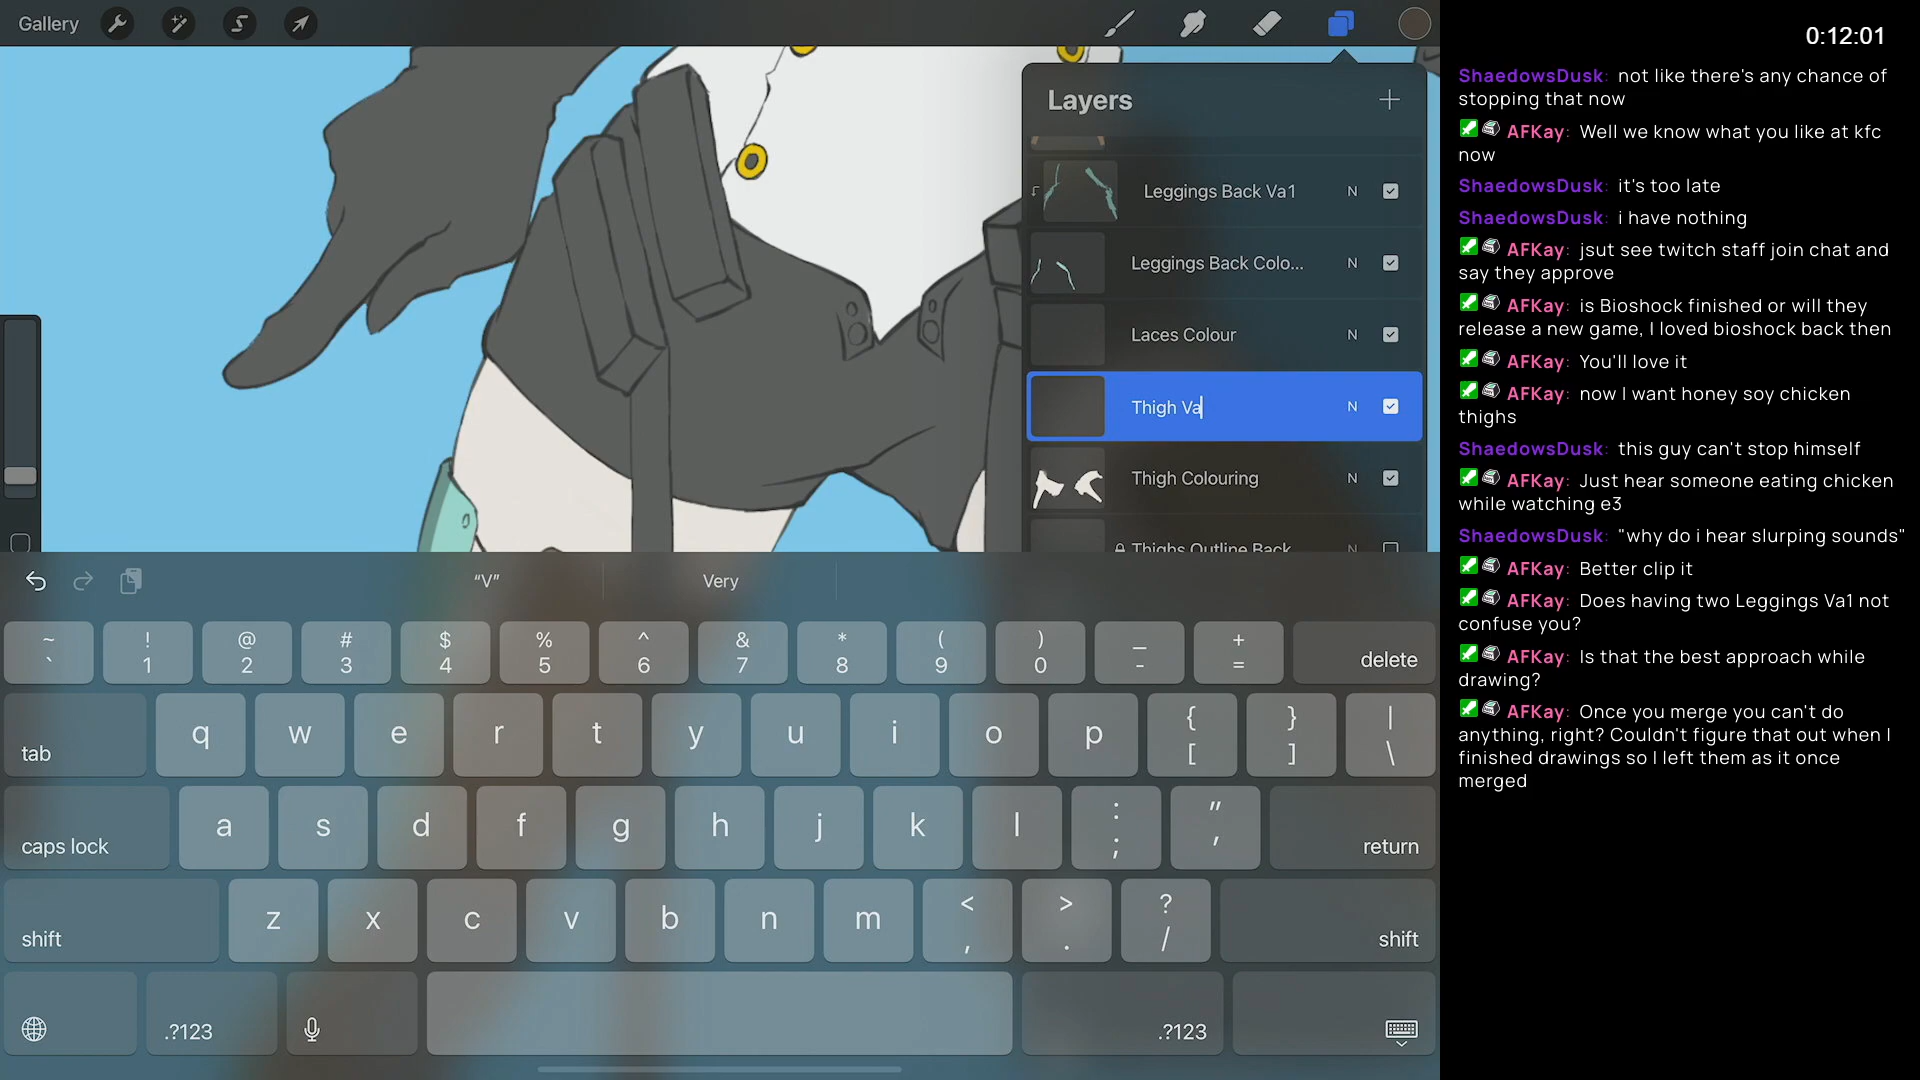 Gallery
0:12:01
Layers
Leggings Back Va1 N
Leggings Back Colo... N
Laces Colour N
Thigh Va N
Thigh Colouring N
Thighs Outline Back N
ShaedowsDusk: not like there's any chance of
stopping that now
AFKay: Well we know what you like at kfc
now
ShaedowsDusk: it's too late
ShaedowsDusk: i have nothing
AFKay: jsut see twitch staff join chat and
say they approve
AFKay: is Bioshock finished or will they
release a new game, I loved bioshock back then
AFKay: You'll love it
AFKay: now I want honey soy chicken
thighs
ShaedowsDusk: this guy can't stop himself
AFKay: Just hear someone eating chicken
while watching e3
ShaedowsDusk: "why do i hear slurping sounds"
AFKay: Better clip it
AFKay: Does having two Leggings Va1 not
confuse you?
AFKay: Is that the best approach while
drawing?
AFKay: Once you merge you can't do
anything, right? Couldn't figure that out when I
finished drawings so I left them as it once
merged
“V” Very
~ ! @ # $ % ^ & * ( ) _ +
` 1 2 3 4 5 6 7 8 9 0 - = delete
tab q w e r t y u i o p { [ } ] | \
caps lock a s d f g h j k l : ; " ' return
shift z x c v b n m < , > . ? / shift
.?123 .?123